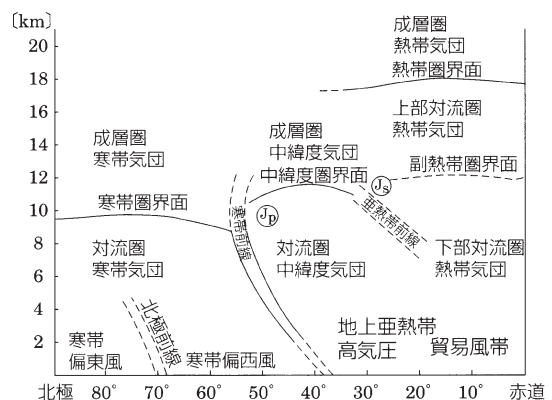 〔km〕
20
18
16
14
12
10
8
6
4
2
成層圏
熱帯気団
熱帯圏界面
上部対流圏
熱帯気団
成層圏
寒帯気団
成層圏
中緯度気団
中緯度圏界面
Js
副熱帯圏界面
寒帯圏界面
寒帯前線
Jp
亜熱帯前線
対流圏
寒帯気団
対流圏
中緯度気団
下部対流圏
熱帯気団
北極前線
寒帯
偏東風
寒帯偏西風
地上亜熱帯
高気圧
貿易風帯
北極 80° 70° 60° 50° 40° 30° 20° 10° 赤道